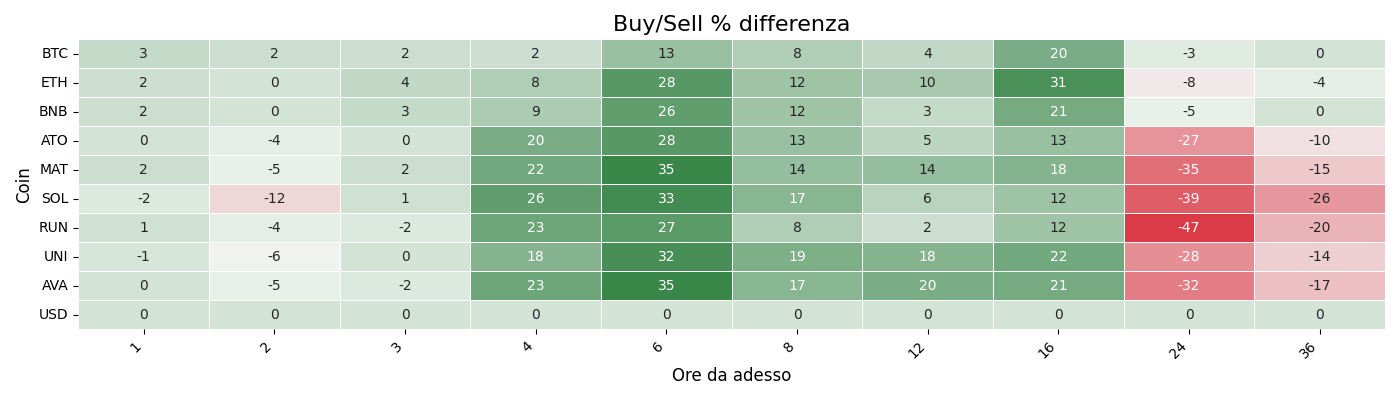 Buy/Sell % differenza
BTC 3 2 2 2 13 8 4 20 -3 0
ETH 2 0 4 8 28 12 10 31 -8 -4
BNB 2 0 3 9 26 12 3 21 -5 0
ATO 0 -4 0 20 28 13 5 13 -27 -10
MAT 2 -5 2 22 35 14 14 18 -35 -15
SOL -2 -12 1 26 33 17 6 12 -39 -26
RUN 1 -4 -2 23 27 8 2 12 -47 -20
UNI -1 -6 0 18 32 19 18 22 -28 -14
AVA 0 -5 -2 23 35 17 20 21 -32 -17
USD 0 0 0 0 0 0 0 0 0 0
Coin
1 2 3 4 6 8 12 16 24 36
Ore da adesso